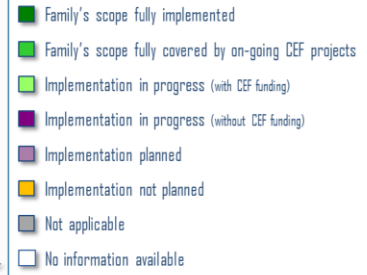 Family's scope fully implemented
Family's scope fully covered by on-going CEF projects
Implementation in progress (with CEF funding)
Implementation in progress (without CEF funding)
Implementation planned
Implementation not planned
Not applicable
No information available